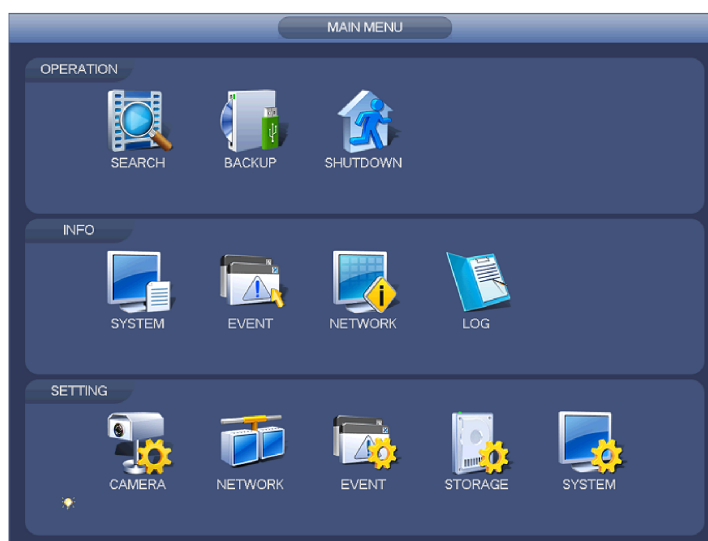 MAIN MENU
OPERATION
SEARCH BACKUP SHUTDOWN
INFO
SYSTEM EVENT NETWORK LOG
SETTING
CAMERA NETWORK EVENT STORAGE SYSTEM